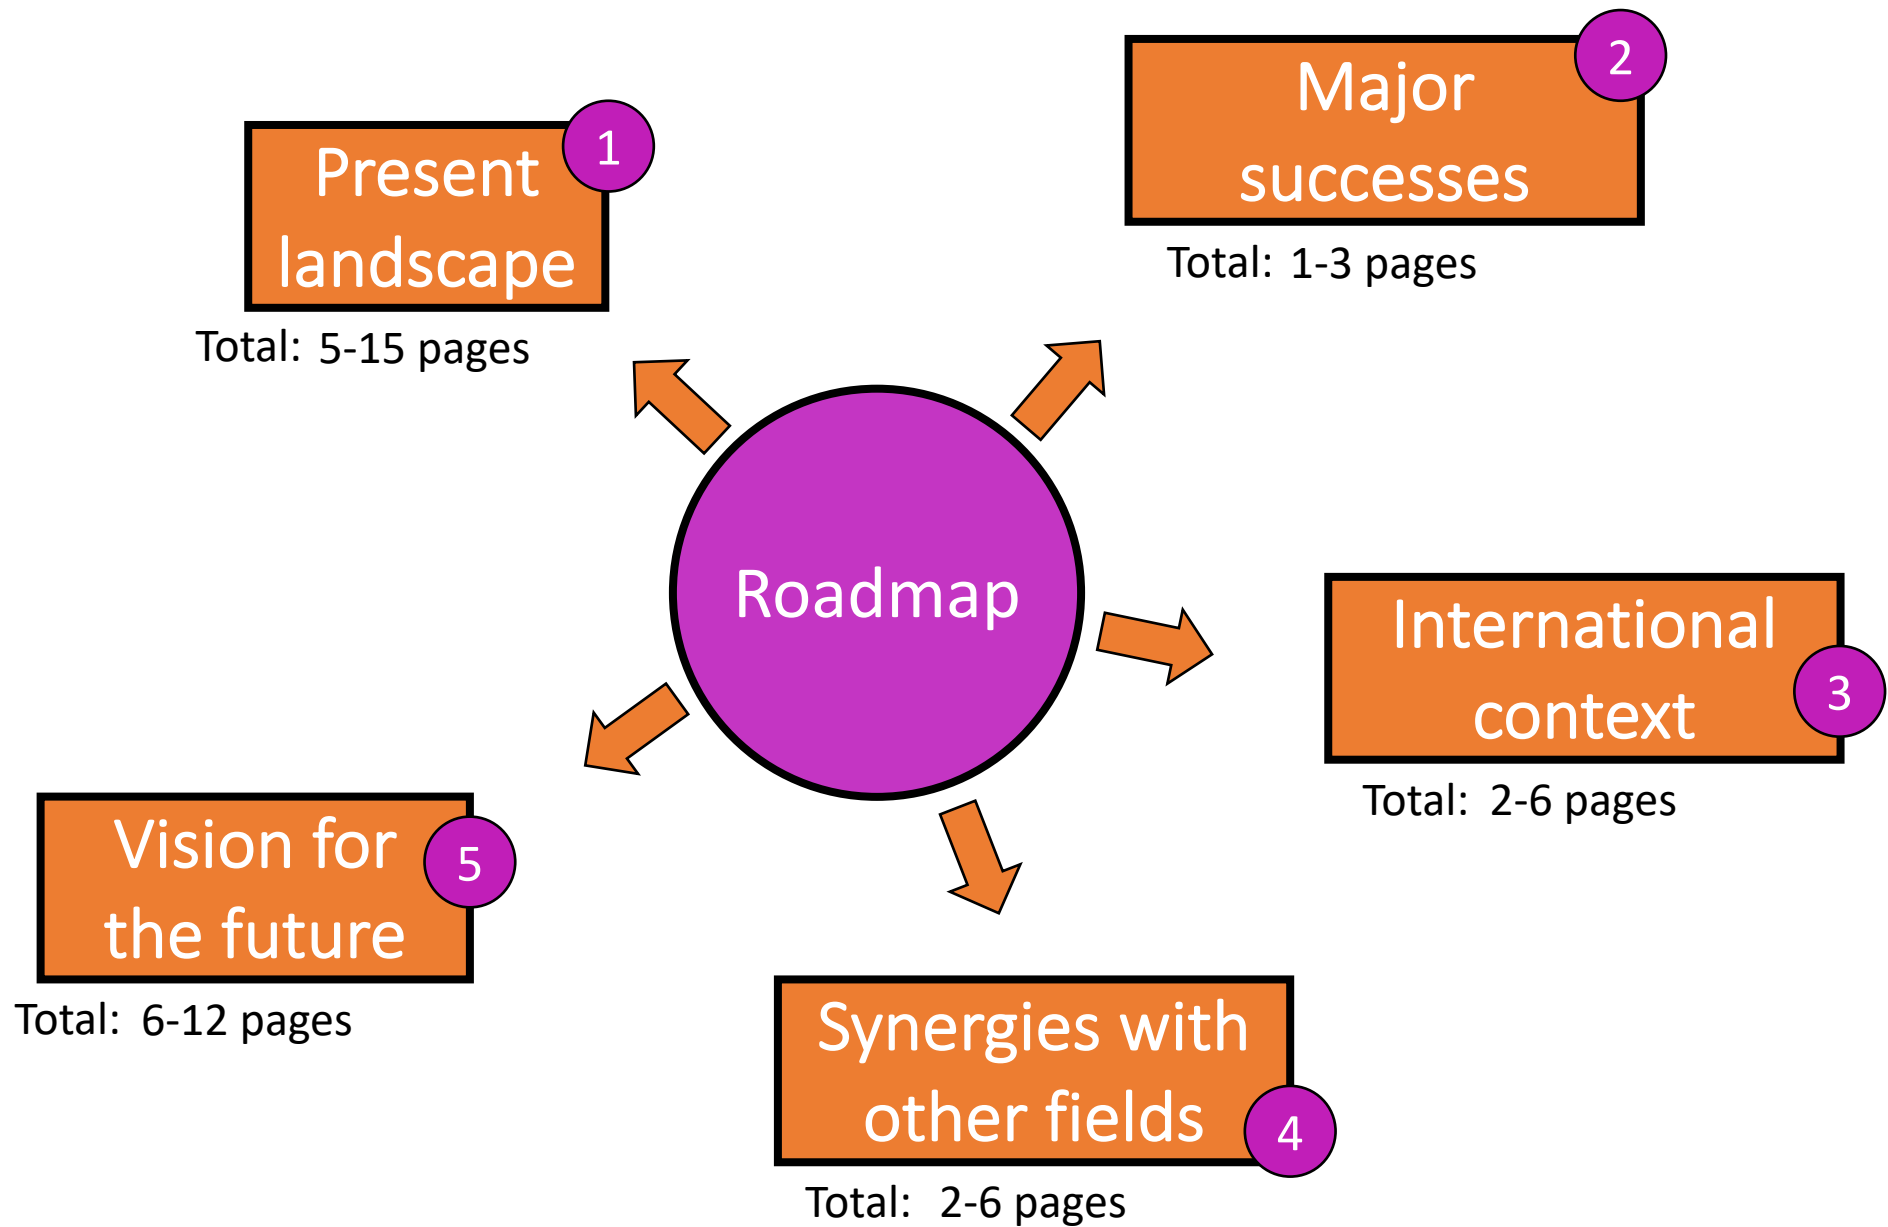 1
Present
landscape
Total: 5-15 pages
2
Major
successes
Total: 1-3 pages
Roadmap
International
context
3
Total: 2-6 pages
Synergies with
other fields
4
Total: 2-6 pages
Vision for
the future
5
Total: 6-12 pages